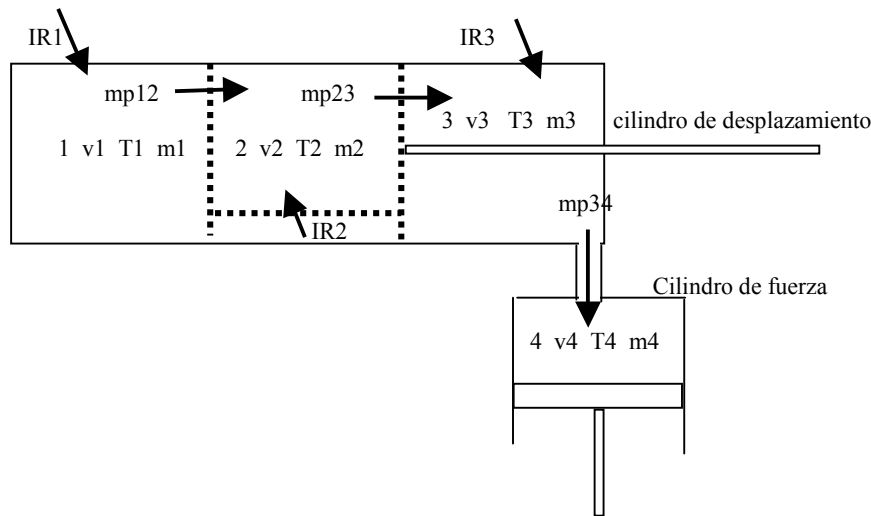 IR1
IR3
mp12
mp23
3 v3 T3 m3
cilindro de desplazamiento
1 v1 T1 m1
2 v2 T2 m2
mp34
IR2
Cilindro de fuerza
4 v4 T4 m4